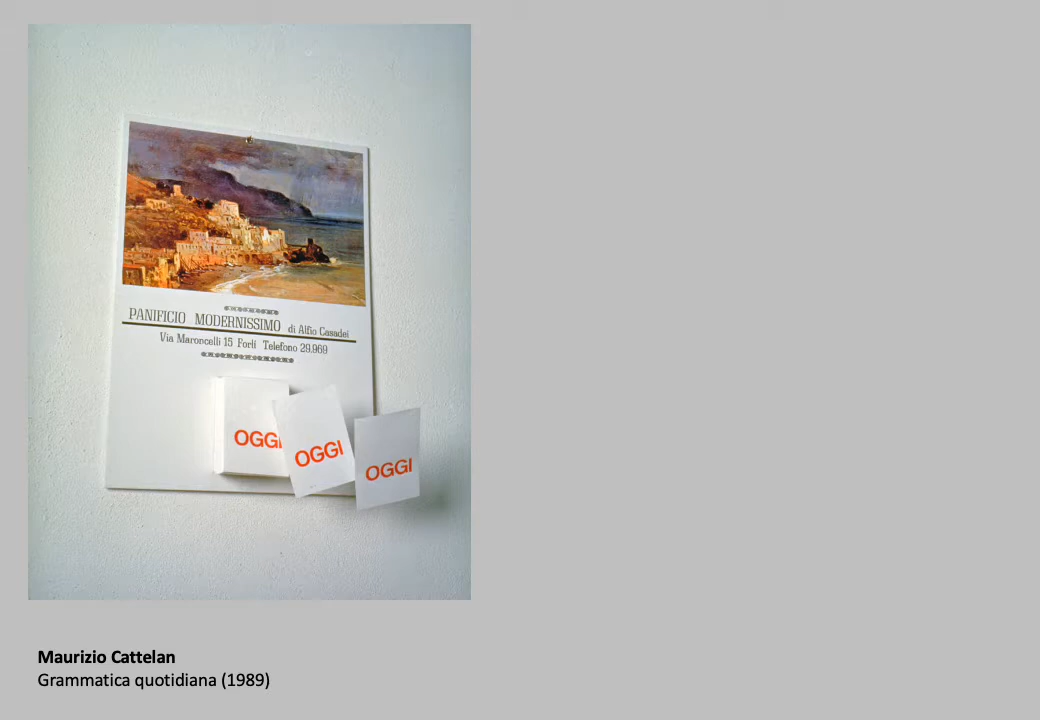 PANIFICIO MODERNISSIMO di Alfio Casadei
Via Maroncelli 15 Forlì Telefono 29.969
OGGI
OGGI
OGGI
Maurizio Cattelan
Grammatica quotidiana (1989)